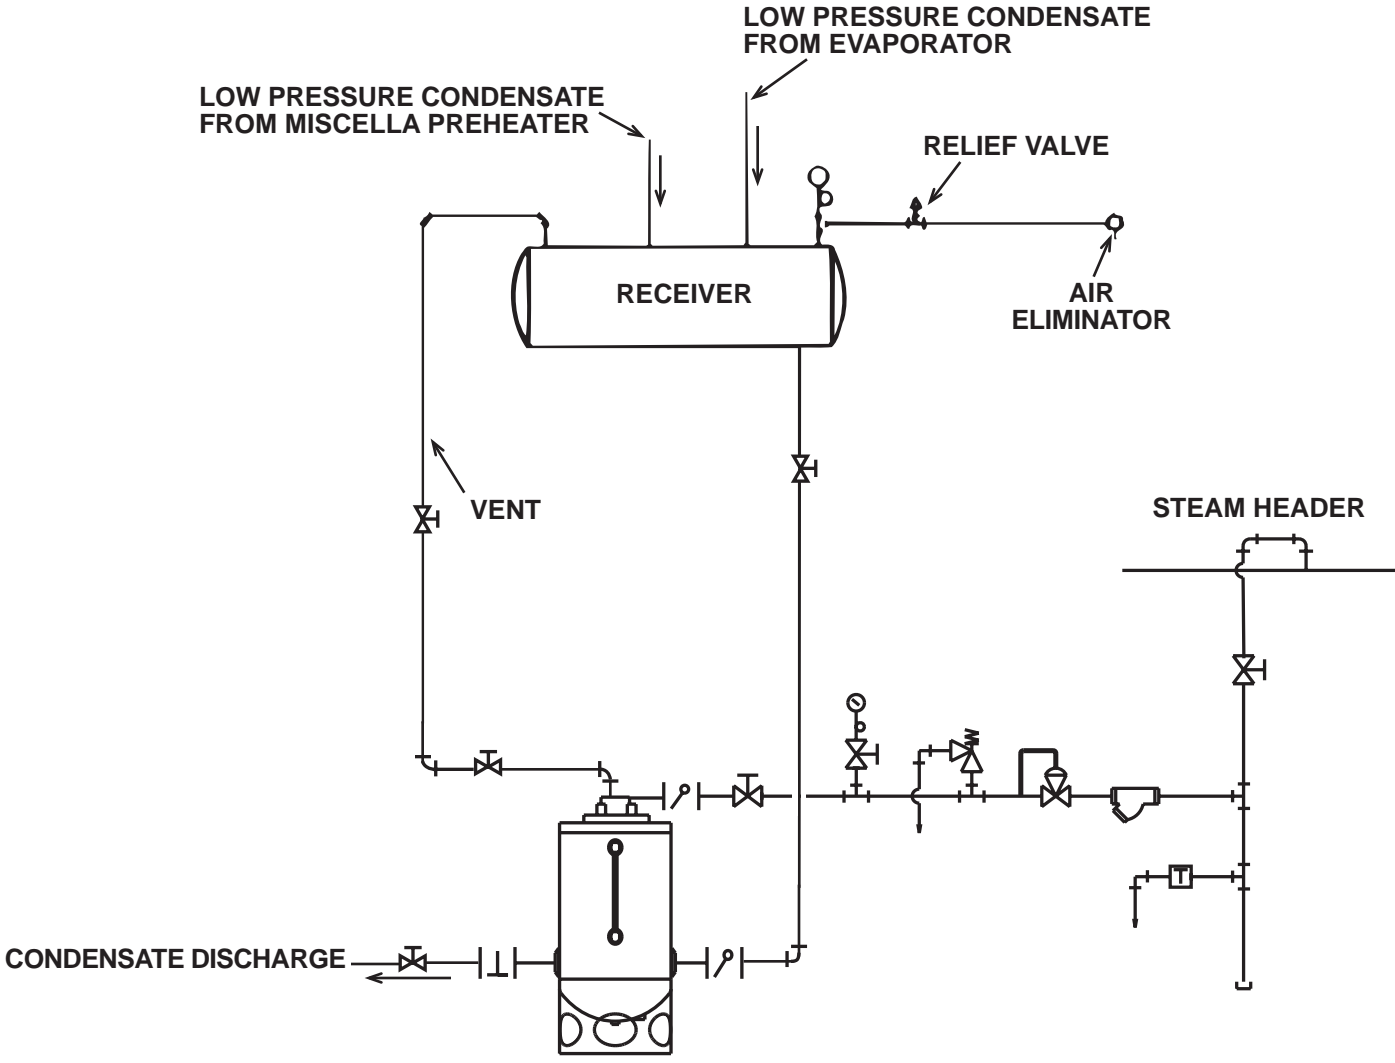 LOW PRESSURE CONDENSATE
FROM EVAPORATOR
LOW PRESSURE CONDENSATE
FROM MISCELLA PREHEATER
RELIEF VALVE
RECEIVER
AIR
ELIMINATOR
VENT
STEAM HEADER
T
CONDENSATE DISCHARGE